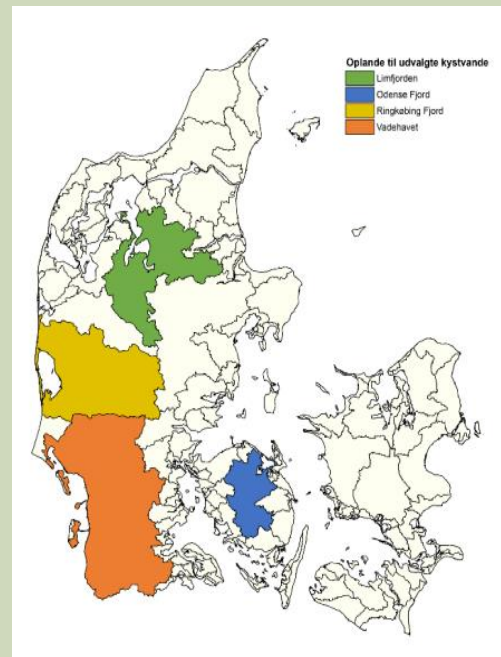 Oplande til udvalgte kystvande
Limfjorden
Odense Fjord
Ringkøbing Fjord
Vadehavet